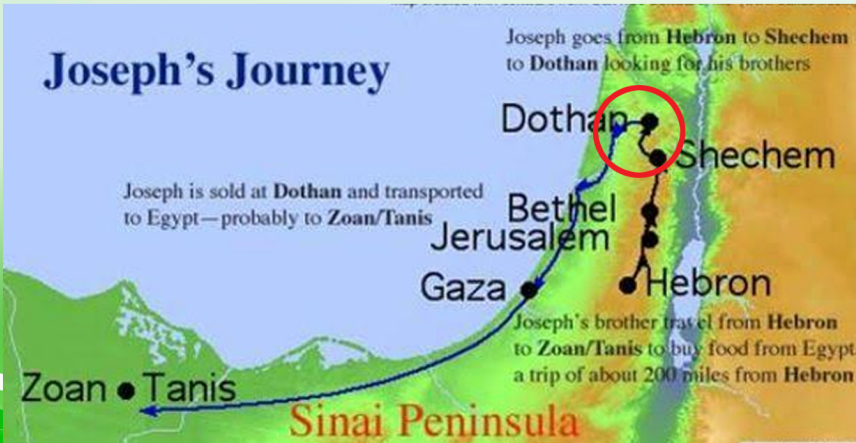 Joseph goes from Hebron to Shechem
to Dothan looking for his brothers
Joseph's Journey
Dothan
Shechem
Joseph is sold at Dothan and transported
to Egypt—probably to Zoan/Tanis
Bethel
Jerusalem
Gaza
Hebron
Joseph's brother travel from Hebron
to Zoan/Tanis to buy food from Egypt
a trip of about 200 miles from Hebron
Zoan Tanis
Sinai Peninsula